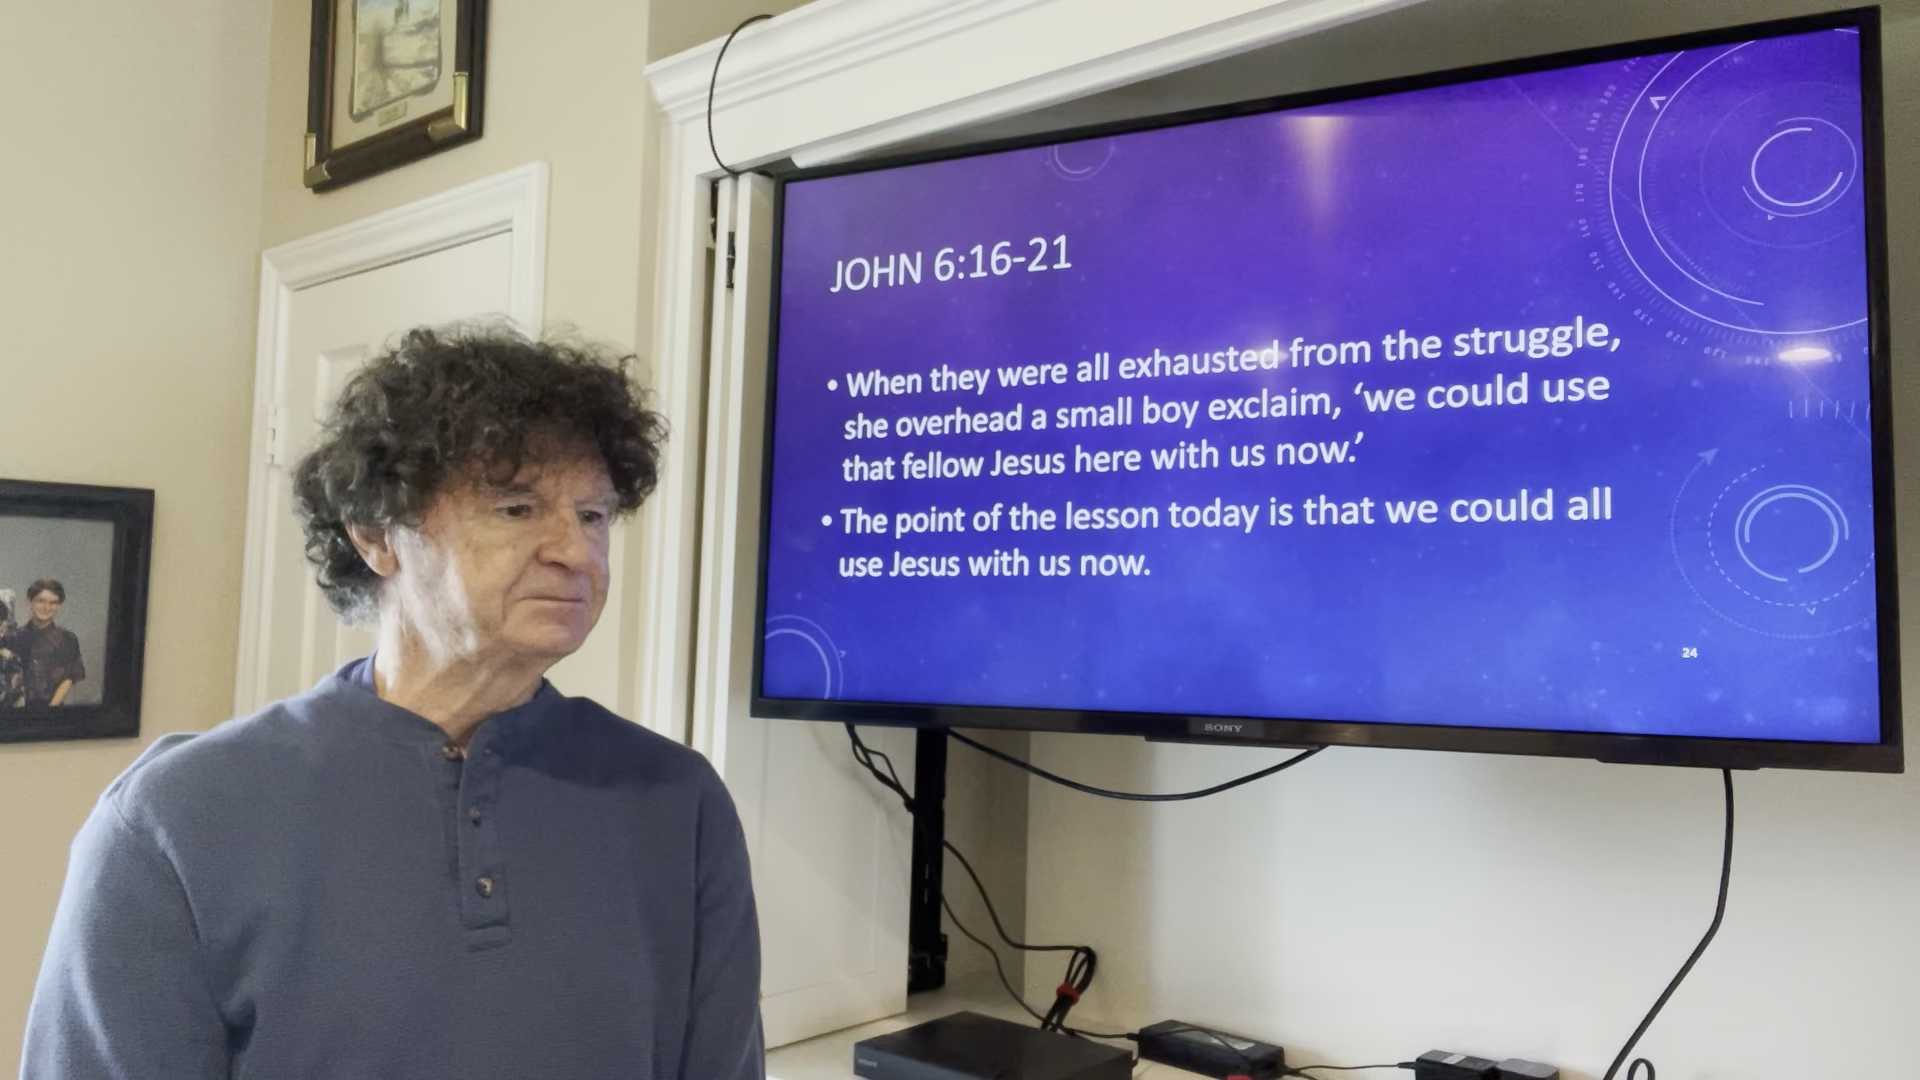 JOHN 6:16-21
• When they were all exhausted from the struggle,
she overhead a small boy exclaim, ‘we could use
that fellow Jesus here with us now.’
• The point of the lesson today is that we could all
use Jesus with us now.
24
SONY
SONY